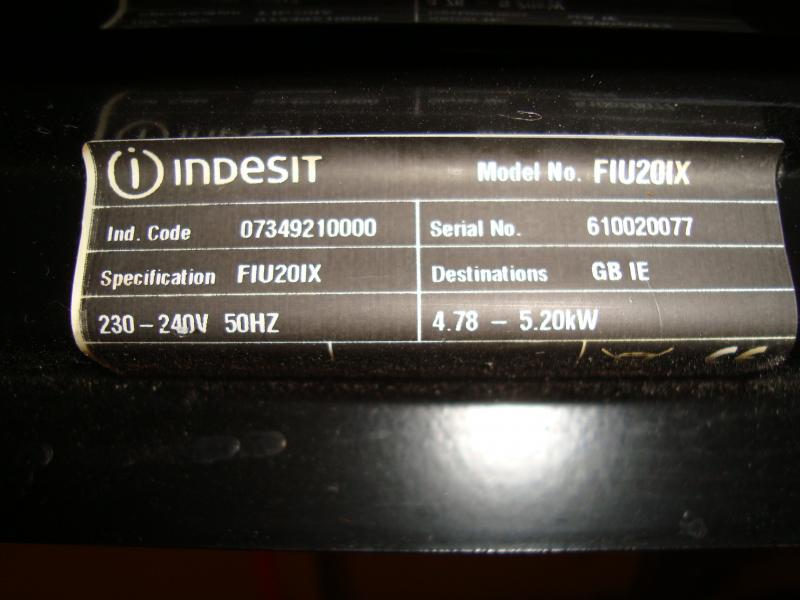 INDESIT Model No. FIU20IX
Ind. Code 07349210000 Serial No. 610020077
Specification FIU20IX Destinations GB IE
230 - 240V 50HZ 4.78 - 5.20kW